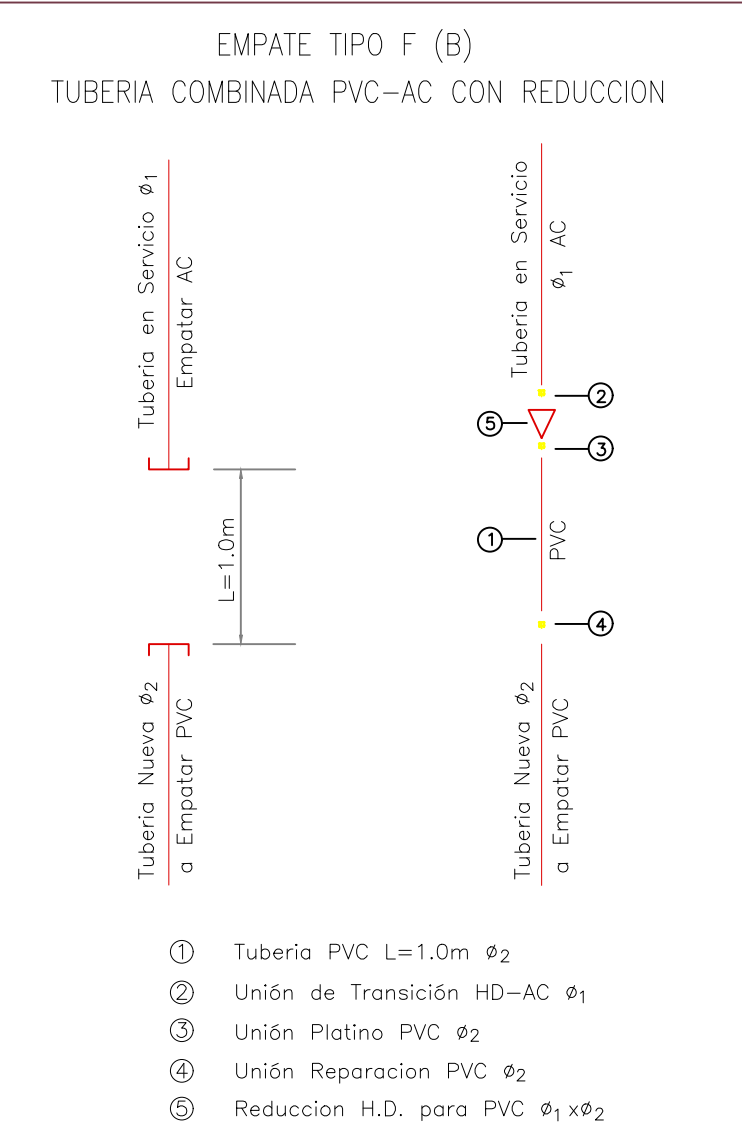 EMPATE TIPO F (B)
TUBERIA COMBINADA PVC-AC CON REDUCCION
Tuberia en Servicio ø1
Empatar AC
L=1.0m
Tuberia Nueva ø2
a Empatar PVC
Tuberia en Servicio
ø1 AC
2
5
3
1
PVC
4
Tuberia Nueva ø2
a Empatar PVC
1 Tuberia PVC L=1.0m ø2
2 Unión de Transición HD-AC ø1
3 Unión Platino PVC ø2
4 Unión Reparacion PVC ø2
5 Reduccion H.D. para PVC ø1 xø2